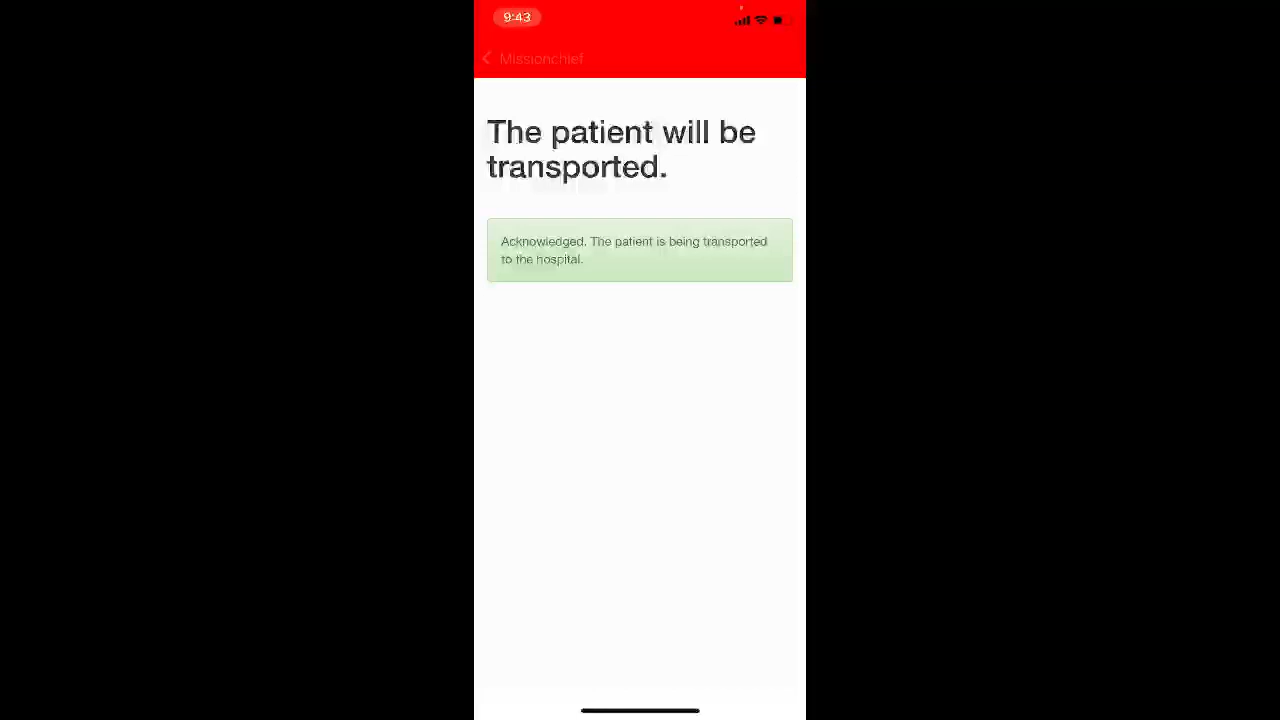 9:43
Missionchief
The patient will be
transported.
Acknowledged. The patient is being transported
to the hospital.